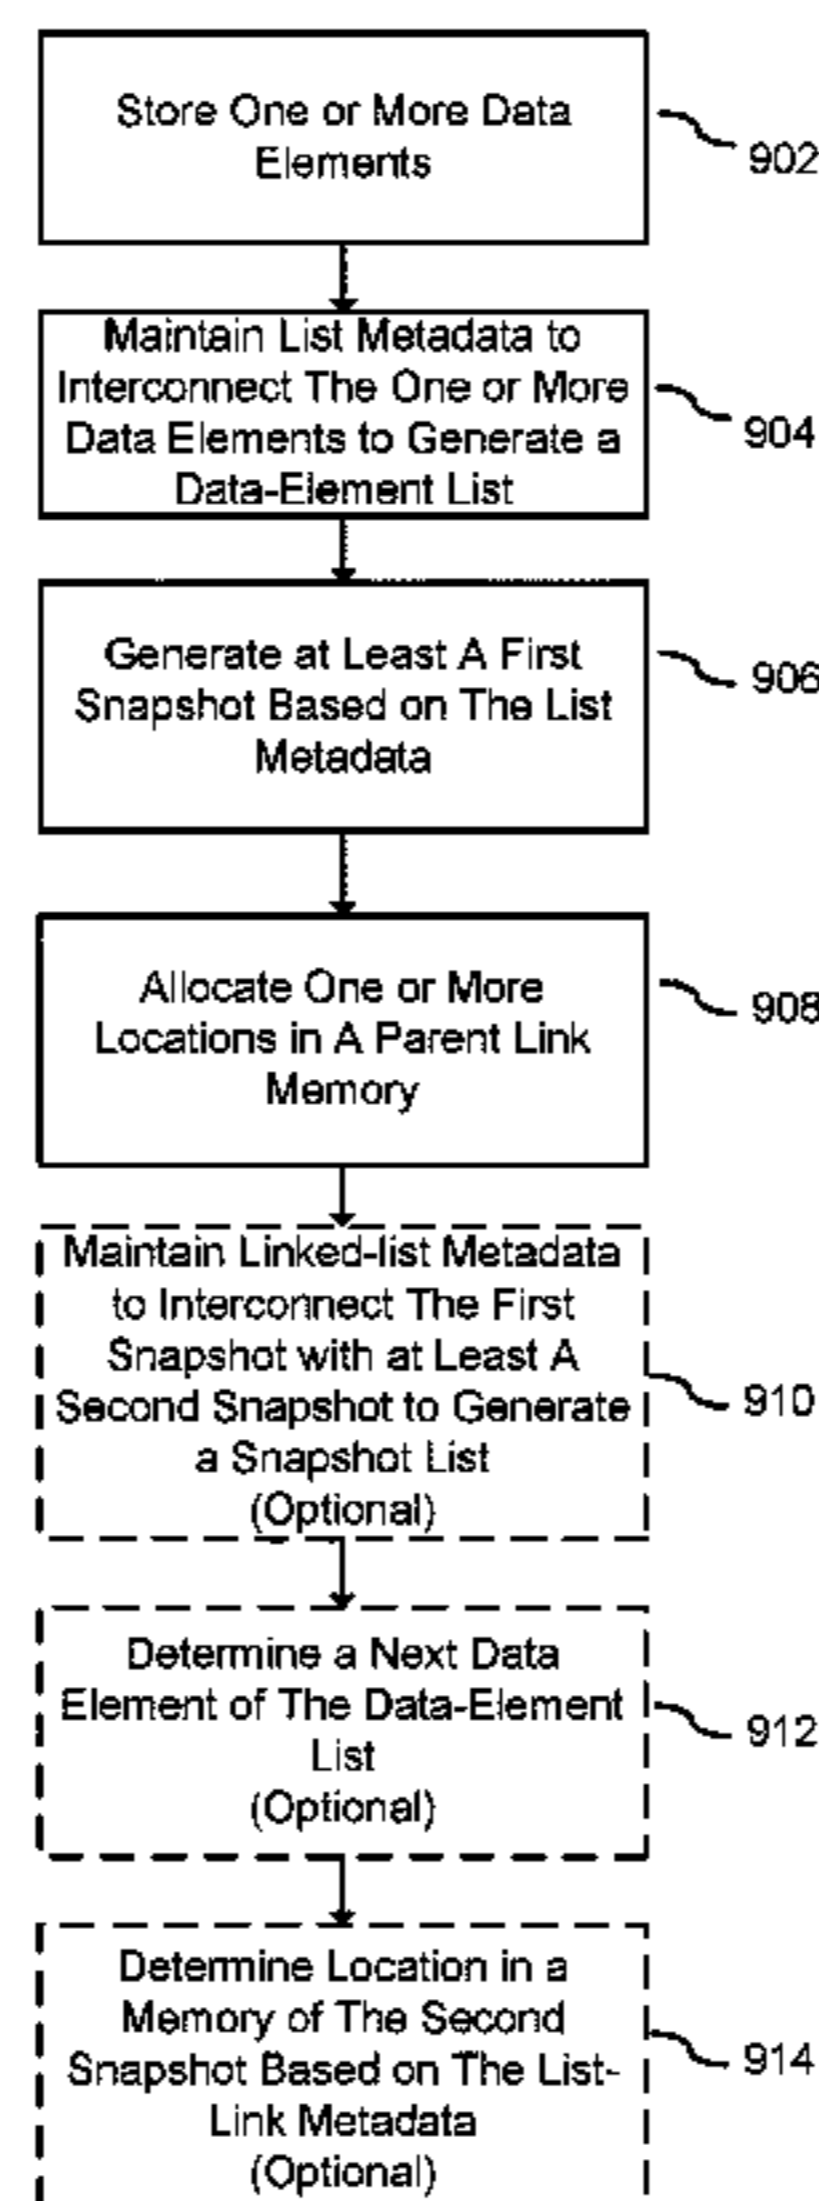 Store One or More Data
Elements
902
Maintain List Metadata to
Interconnect The One or More
Data Elements to Generate a
Data-Element List
904
Generate at Least A First
Snapshot Based on The List
Metadata
906
Allocate One or More
Locations in A Parent Link
Memory
908
Maintain Linked-list Metadata
to Interconnect The First
Snapshot with at Least A
Second Snapshot to Generate
a Snapshot List
(Optional)
910
Determine a Next Data
Element of The Data-Element
List
(Optional)
912
Determine Location in a
Memory of The Second
Snapshot Based on The List-
Link Metadata
(Optional)
914